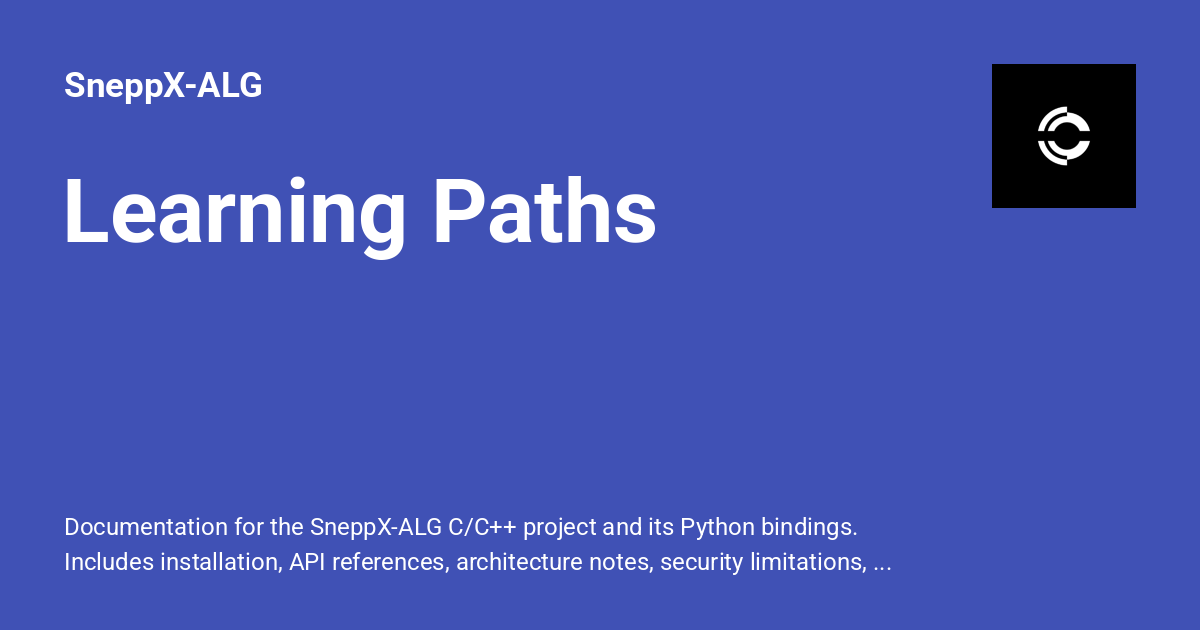 SneppX-ALG
Learning Paths
Documentation for the SneppX-ALG C/C++ project and its Python bindings.
Includes installation, API references, architecture notes, security limitations, ...